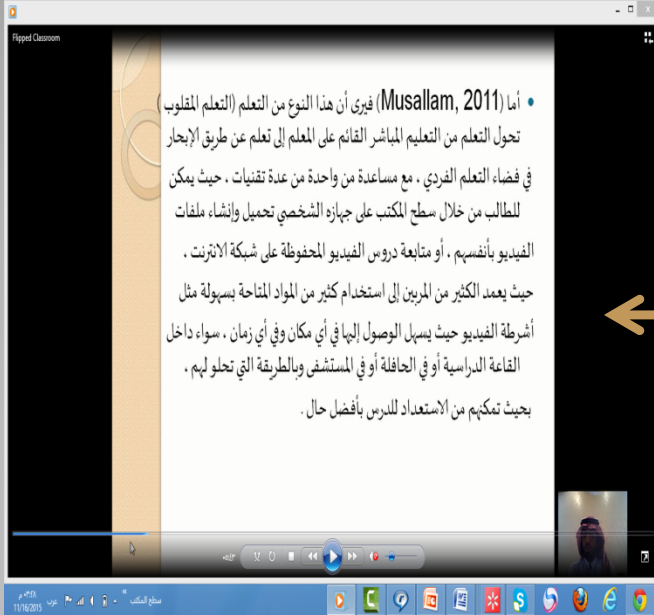 Flipped Classroom
• أما (Musallam, 2011) فيرى أن هذا النوع من التعلم (التعلم المقلوب)
تحول التعلم من التعليم المباشر القائم على المعلم إلى تعلم عن طريق الإبحار
في فضاء التعلم الفردي ، مع مساعدة من واحدة من عدة تقنيات ، حيث يمكن
للطالب من خلال سطح المكتب على جهازه الشخصي تحميل وإنشاء ملفات
الفيديو بأنفسهم ، أو متابعة دروس الفيديو المحفوظة على شبكة الانترنت ،
حيث يعمد الكثير من المربين إلى استخدام كثير من المواد المتاحة بسهولة مثل
أشرطة الفيديو حيث يسهل الوصول إليها في أي مكان وفي أي زمان ، سواء داخل
القاعة الدراسية أو في الحافلة أو في المستشفى وبالطريقة التي تحلو لهم ،
بحيث تمكنهم من الاستعداد للدرس بأفضل حال .
سطح المكتب
عرب
11/16/2015